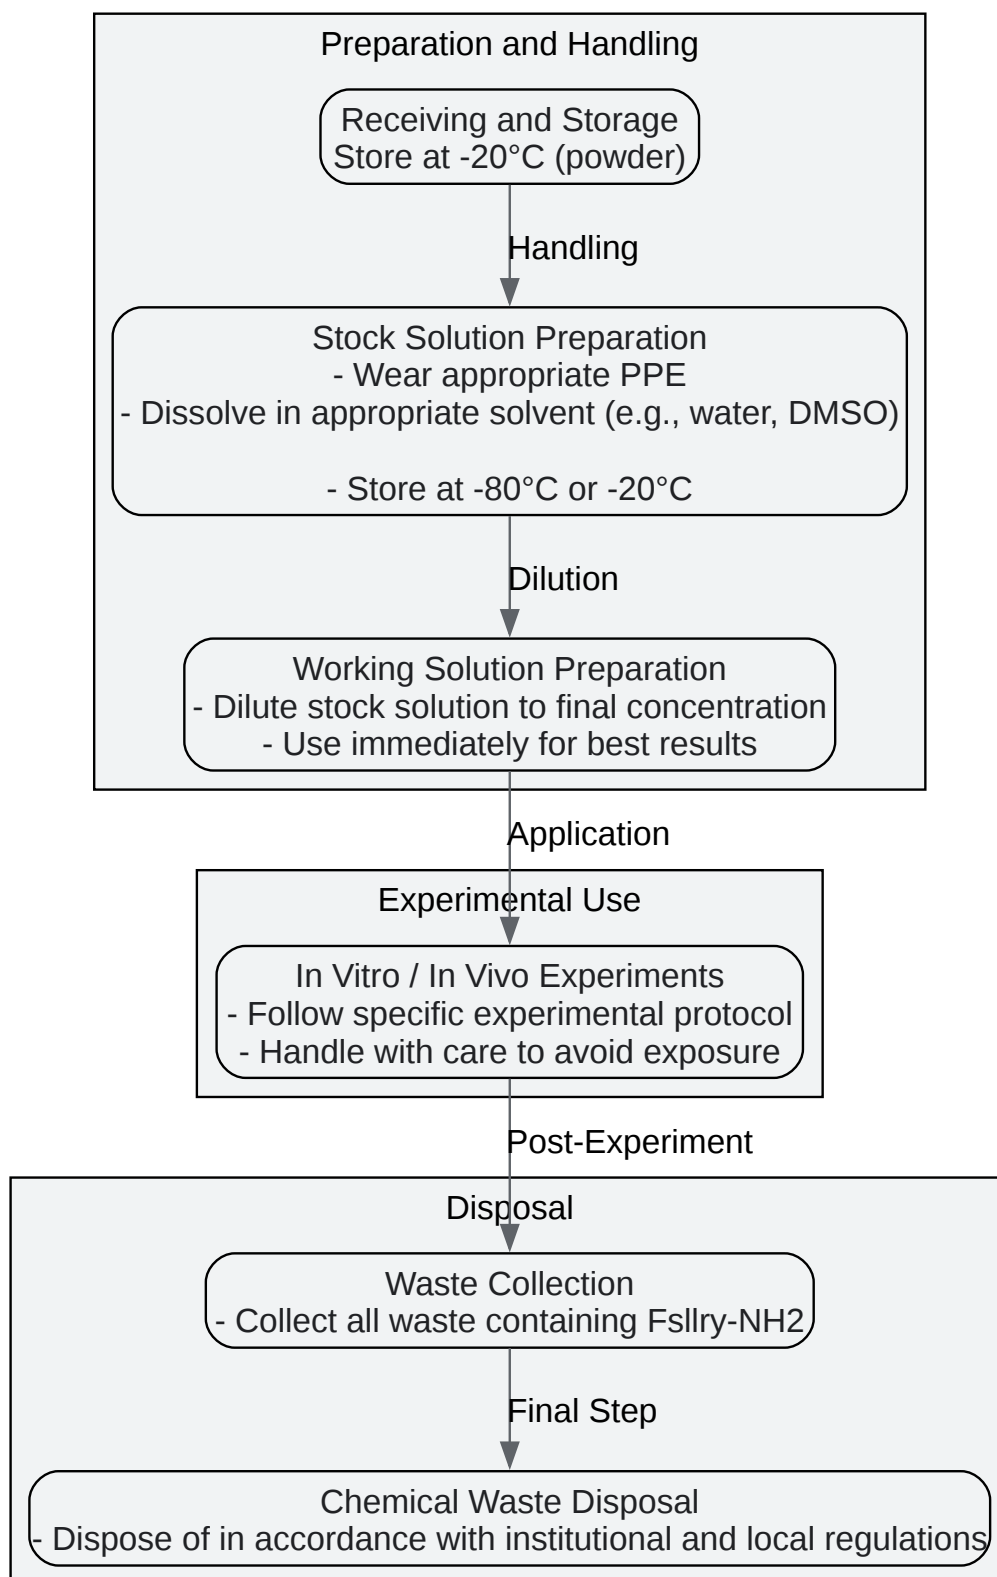 Preparation and Handling
Receiving and Storage
Store at -20°C (powder)
Handling
Stock Solution Preparation
- Wear appropriate PPE
- Dissolve in appropriate solvent (e.g., water, DMSO)
- Store at -80°C or -20°C
Dilution
Working Solution Preparation
- Dilute stock solution to final concentration
- Use immediately for best results
Application
Experimental Use
In Vitro / In Vivo Experiments
- Follow specific experimental protocol
- Handle with care to avoid exposure
Post-Experiment
Disposal
Waste Collection
- Collect all waste containing Fsllry-NH2
Final Step
Chemical Waste Disposal
- Dispose of in accordance with institutional and local regulations